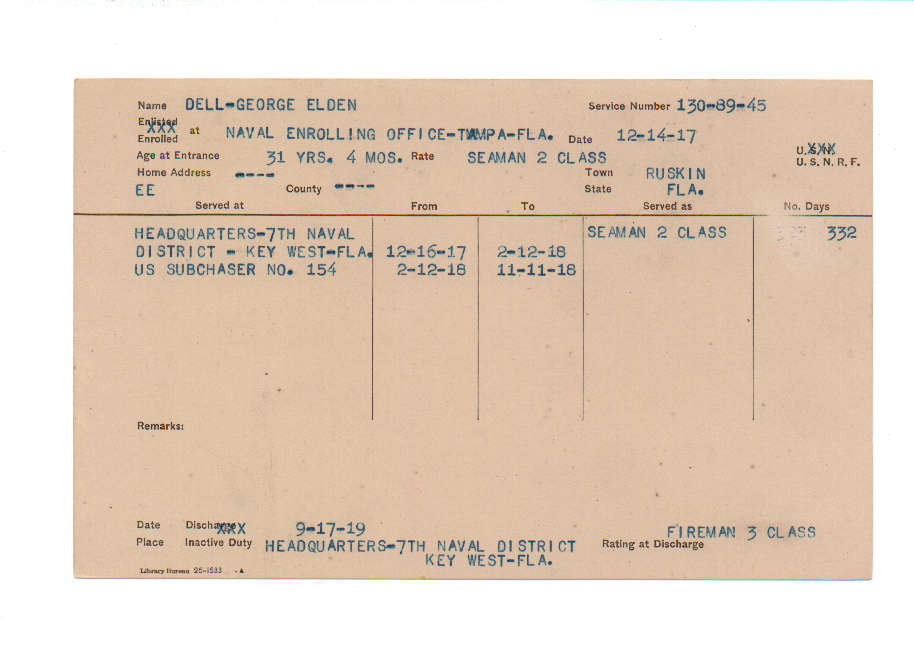 Name DELL-GEORGE ELDEN Service Number 130-89-45
Enlisted
XXX
Enrolled at NAVAL ENROLLING OFFICE-TAMPA-FLA. Date 12-14-17
U.S.N.
Age at Entrance 31 YRS. 4 MOS. Rate SEAMAN 2 CLASS U. S. N. R. F.
Home Address ---- Town RUSKIN
EE County ---- State FLA.
Served at From To Served as No. Days
HEADQUARTERS-7TH NAVAL SEAMAN 2 CLASS 332
DISTRICT - KEY WEST-FLA. 12-16-17 2-12-18
US SUBCHASER NO. 154 2-12-18 11-11-18
Remarks:
Date Discharge XXX 9-17-19 FIREMAN 3 CLASS
Place Inactive Duty HEADQUARTERS-7TH NAVAL DISTRICT Rating at Discharge
KEY WEST-FLA.
Library Bureau 25-1533 -A